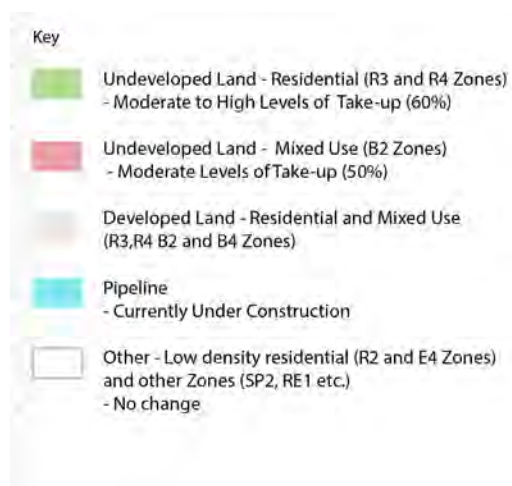 Key
Undeveloped Land - Residential (R3 and R4 Zones)
- Moderate to High Levels of Take-up (60%)
Undeveloped Land - Mixed Use (B2 Zones)
- Moderate Levels of Take-up (50%)
Developed Land - Residential and Mixed Use
(R3,R4 B2 and B4 Zones)
Pipeline
- Currently Under Construction
Other - Low density residential (R2 and E4 Zones)
and other Zones (SP2, RE1 etc.)
- No change